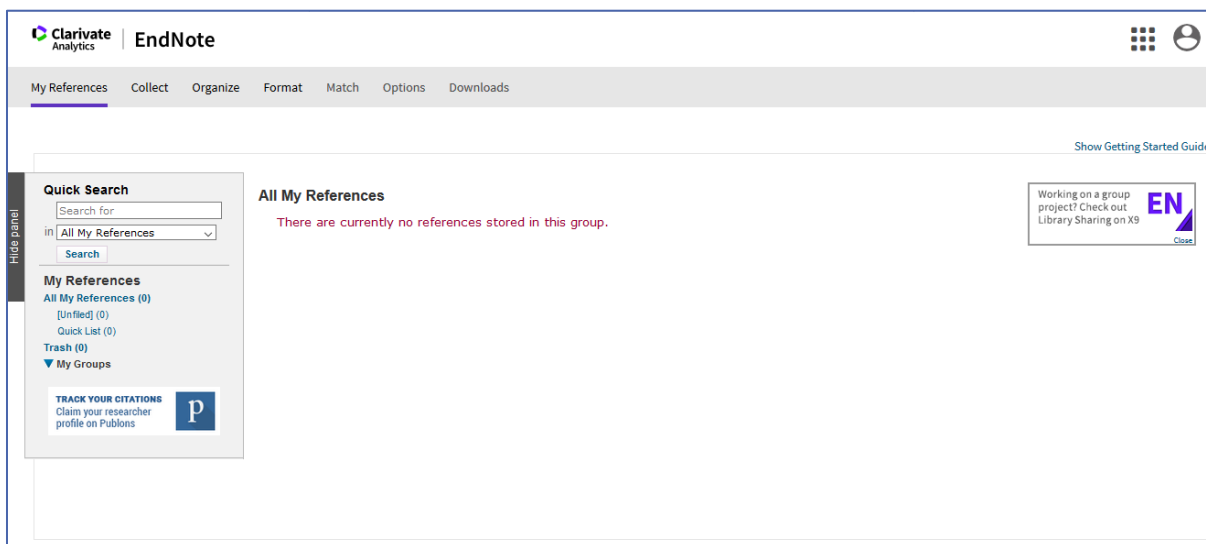 Clarivate
Analytics
EndNote
My References Collect Organize Format Match Options Downloads
Show Getting Started Guide
Hide panel
Quick Search
Search for
in All My References
Search
My References
All My References (0)
[Unfiled] (0)
Quick List (0)
Trash (0)
My Groups
TRACK YOUR CITATIONS
Claim your researcher
profile on Publons
p
All My References
There are currently no references stored in this group.
Working on a group
project? Check out
Library Sharing on X9
EN
Close